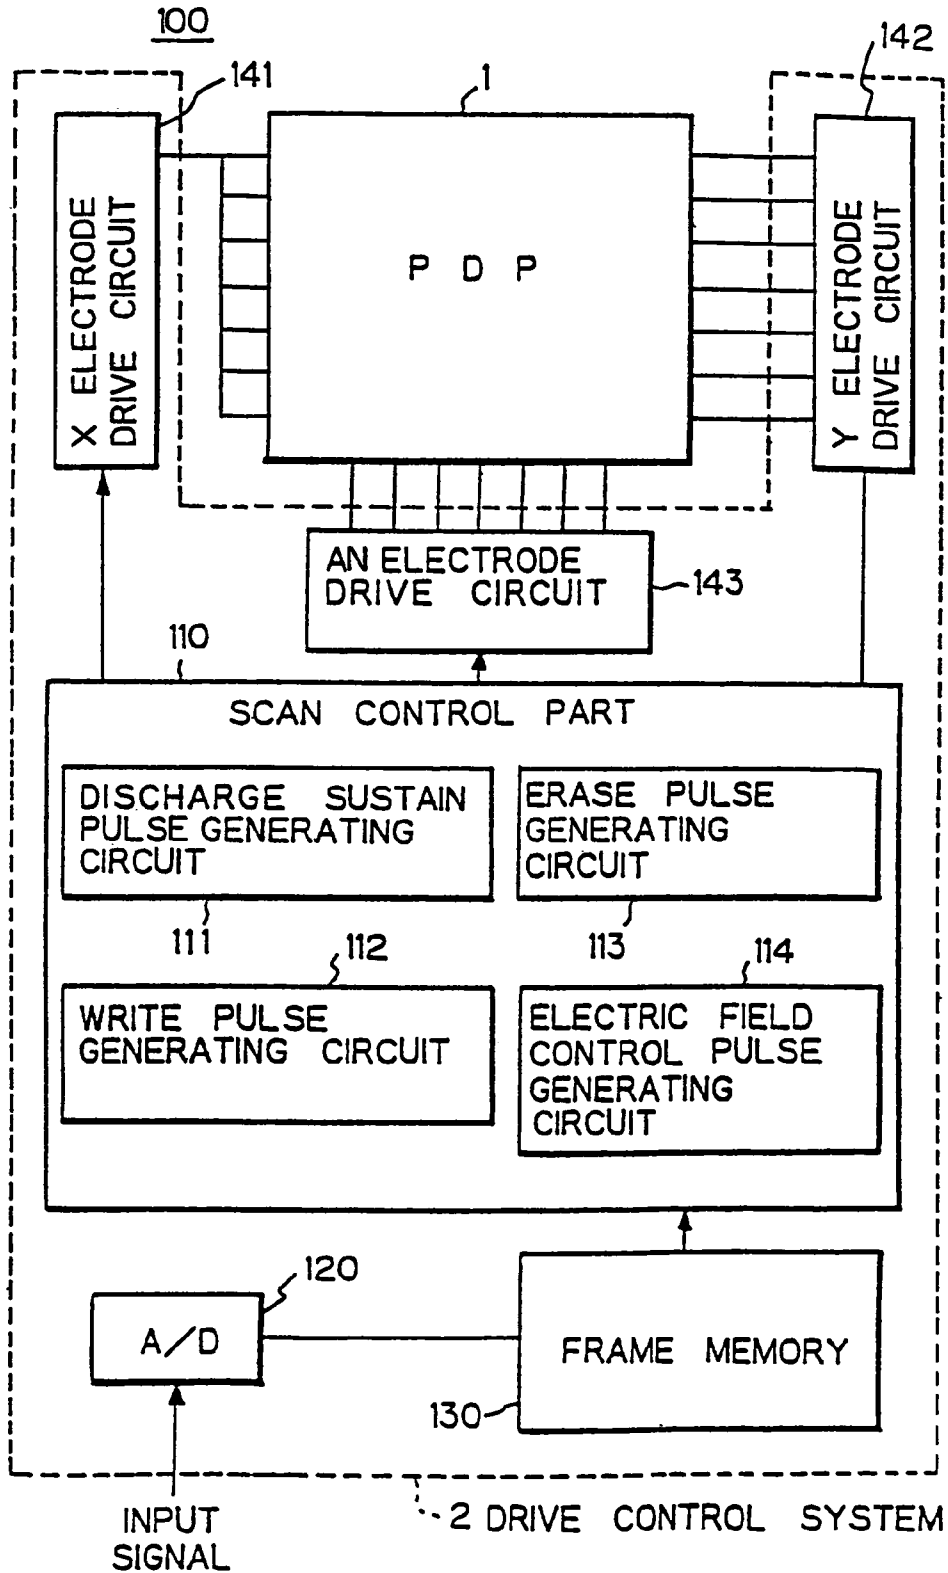 100
141
1
142
X ELECTRODE
DRIVE CIRCUIT
P D P
Y ELECTRODE
DRIVE CIRCUIT
AN ELECTRODE
DRIVE CIRCUIT
143
110
SCAN CONTROL PART
DISCHARGE SUSTAIN
PULSE GENERATING
CIRCUIT
ERASE PULSE
GENERATING
CIRCUIT
111
112
113
114
WRITE PULSE
GENERATING CIRCUIT
ELECTRIC FIELD
CONTROL PULSE
GENERATING
CIRCUIT
120
A/D
FRAME MEMORY
130
INPUT
SIGNAL
2 DRIVE CONTROL SYSTEM